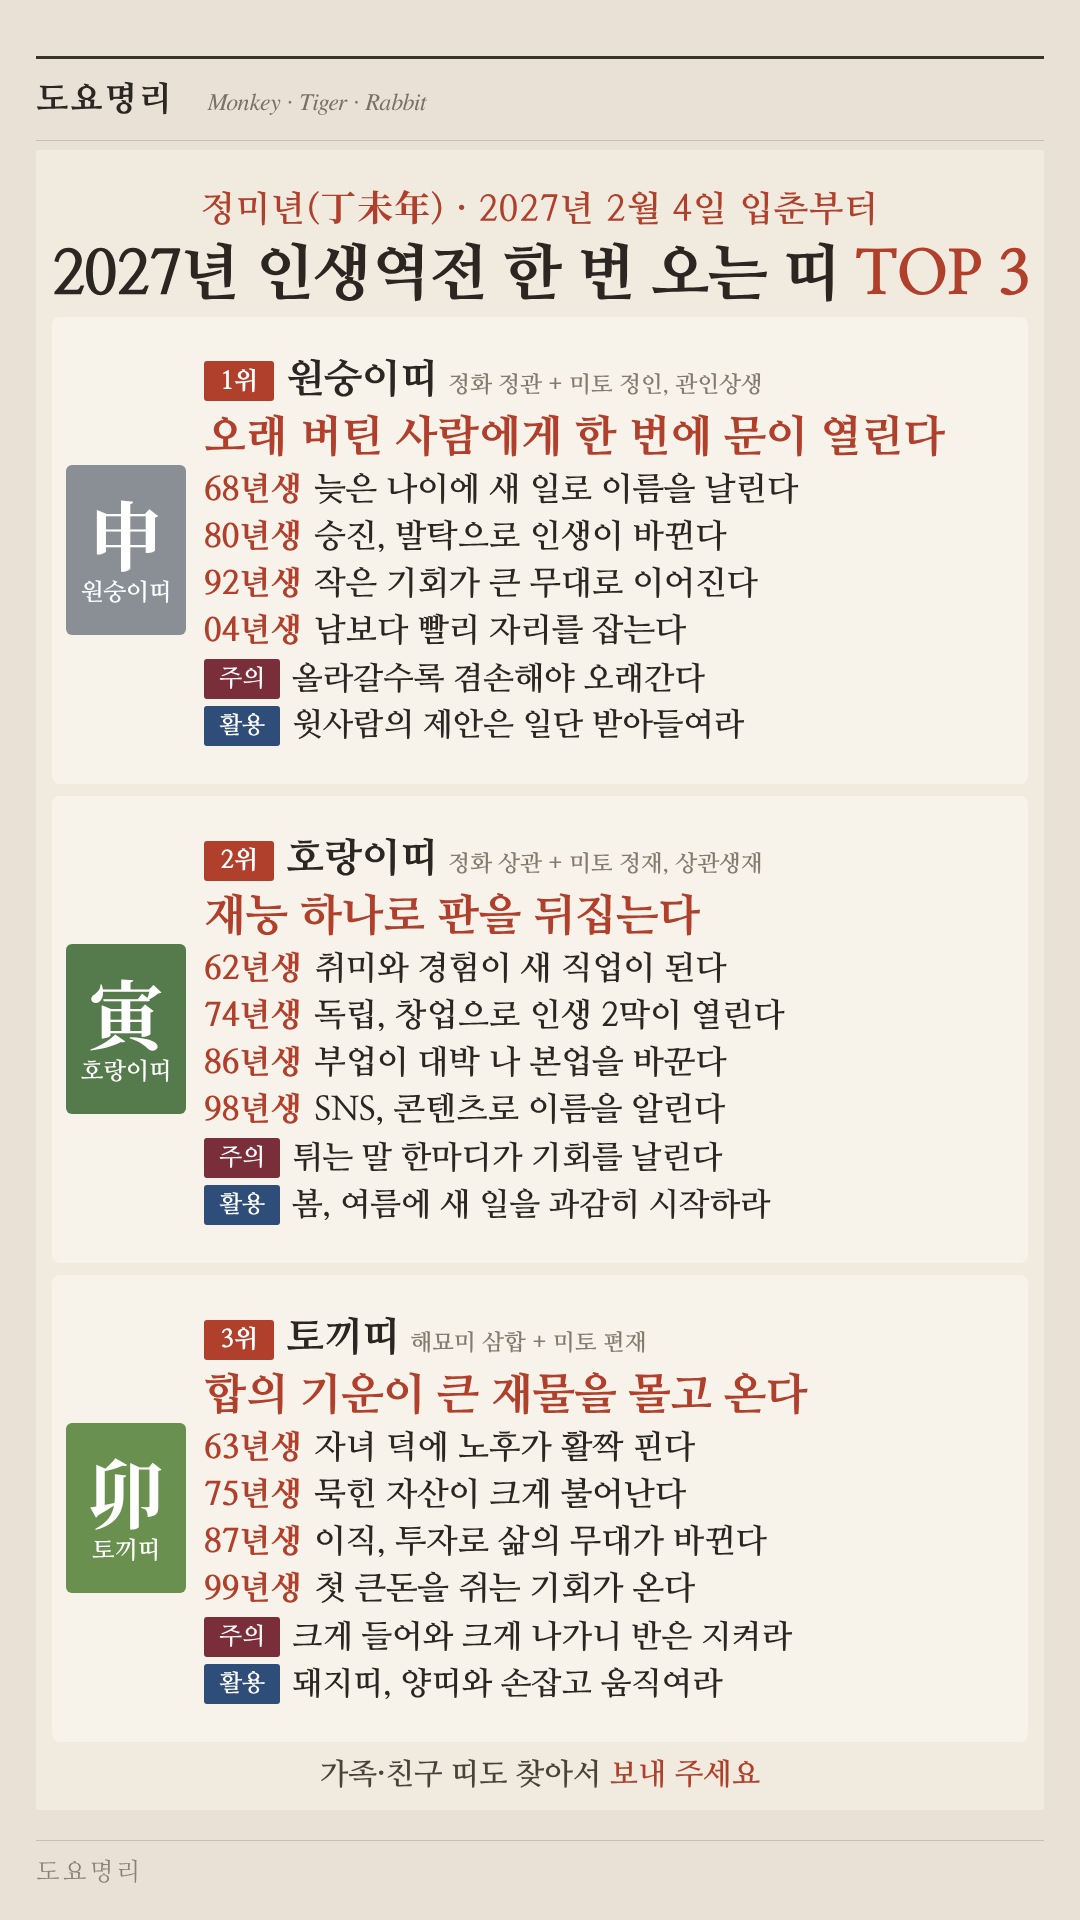 도요명리 Monkey · Tiger · Rabbit
정미년(丁未年) · 2027년 2월 4일 입춘부터
2027년 인생역전 한 번 오는 띠 TOP 3
申
원숭이띠
1위 원숭이띠 정화 정관 + 미토 정인, 관인상생
오래 버틴 사람에게 한 번에 문이 열린다
68년생 늦은 나이에 새 일로 이름을 날린다
80년생 승진, 발탁으로 인생이 바뀐다
92년생 작은 기회가 큰 무대로 이어진다
04년생 남보다 빨리 자리를 잡는다
주의 올라갈수록 겸손해야 오래간다
활용 윗사람의 제안은 일단 받아들여라
寅
호랑이띠
2위 호랑이띠 정화 상관 + 미토 정재, 상관생재
재능 하나로 판을 뒤집는다
62년생 취미와 경험이 새 직업이 된다
74년생 독립, 창업으로 인생 2막이 열린다
86년생 부업이 대박 나 본업을 바꾼다
98년생 SNS, 콘텐츠로 이름을 알린다
주의 튀는 말 한마디가 기회를 날린다
활용 봄, 여름에 새 일을 과감히 시작하라
卯
토끼띠
3위 토끼띠 해묘미 삼합 + 미토 편재
합의 기운이 큰 재물을 몰고 온다
63년생 자녀 덕에 노후가 활짝 핀다
75년생 묵힌 자산이 크게 불어난다
87년생 이직, 투자로 삶의 무대가 바뀐다
99년생 첫 큰돈을 쥐는 기회가 온다
주의 크게 들어와 크게 나가니 반은 지켜라
활용 돼지띠, 양띠와 손잡고 움직여라
가족·친구 띠도 찾아서 보내 주세요
도요명리